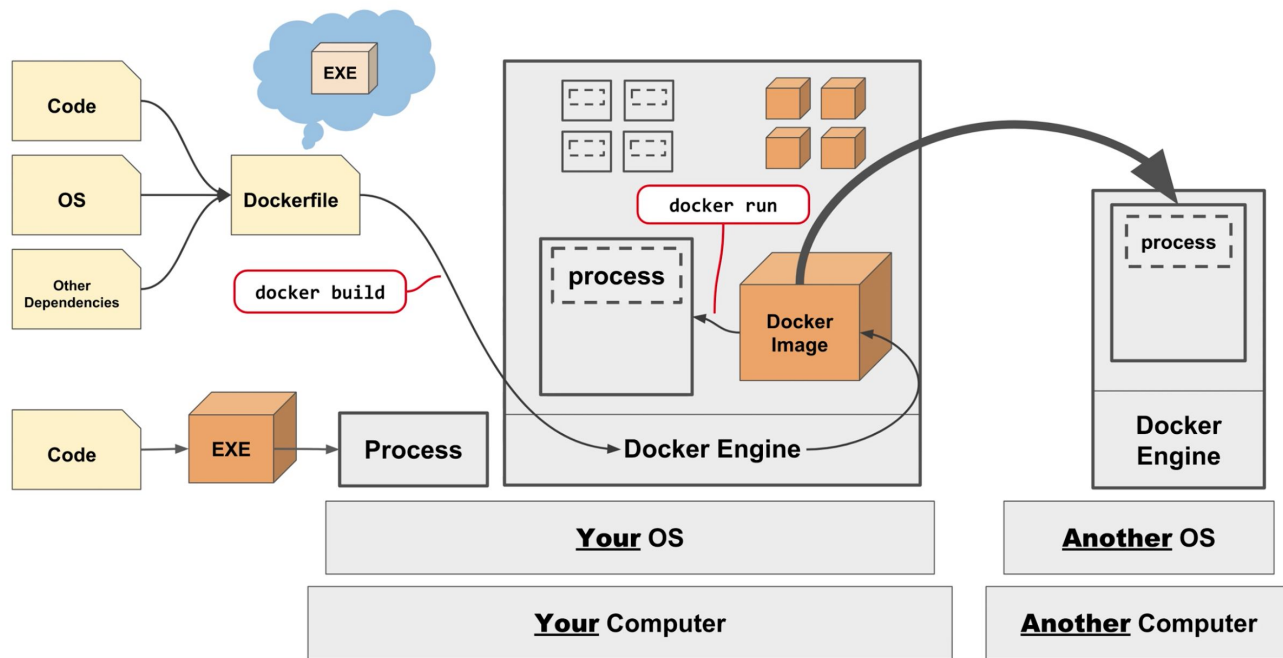 EXE
Code
OS
Dockerfile
Other
Dependencies
docker build
docker run
process
Docker
Image
process
Code
EXE
Process
Docker Engine
Docker
Engine
Your OS
Another OS
Your Computer
Another Computer